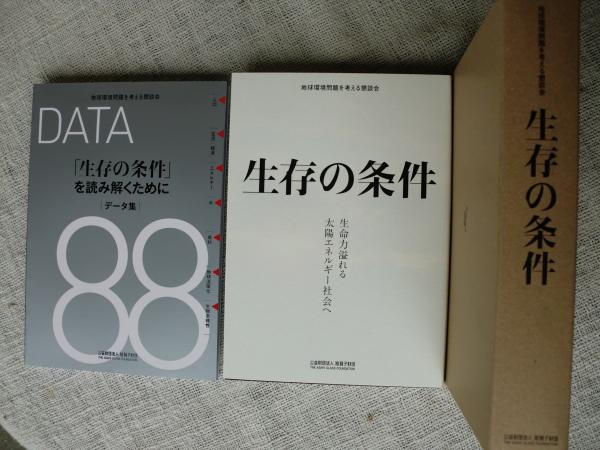 地球環境問題を考える懇談会
DATA
「生存の条件」
を読み解くために
データ集
88
公益財団法人 旭硝子財団
THE ASAHI GLASS FOUNDATION
地球環境問題を考える懇談会
生存の条件
生命力溢れる
太陽エネルギー社会へ
公益財団法人 旭硝子財団
THE ASAHI GLASS FOUNDATION
地球環境問題を考える懇談会
生存の条件
公益財団法人 旭硝子財団
THE ASAHI GLASS FOUNDATION